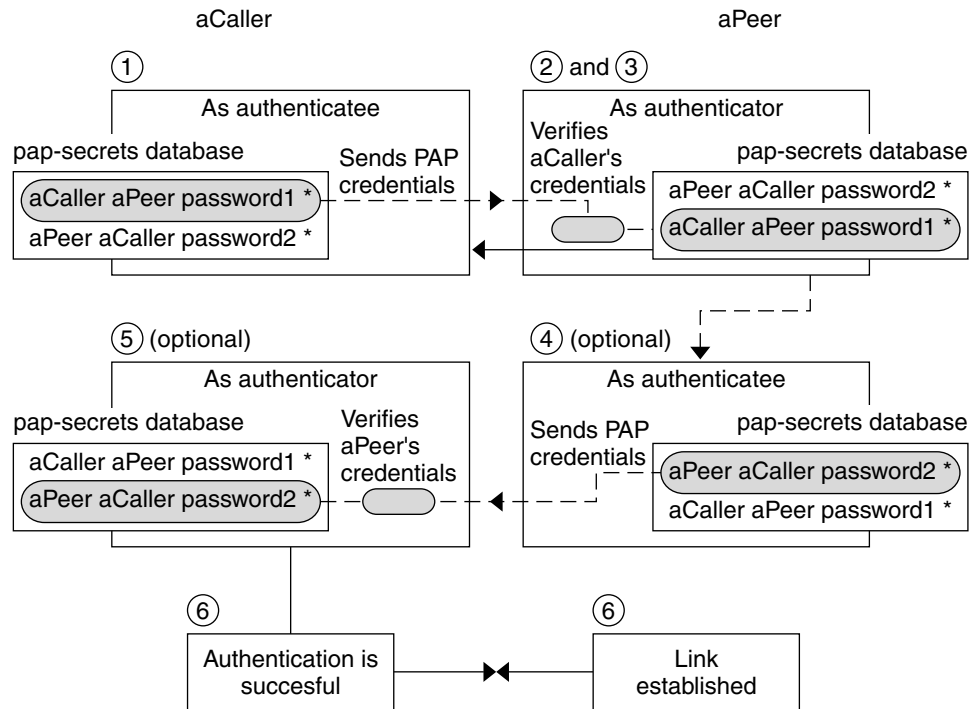 aCaller
aPeer
1
2 and 3
As authenticatee
As authenticator
pap-secrets database
Sends PAP
credentials
Verifies
aCaller's
credentials
pap-secrets database
aCaller aPeer password1 *
aPeer aCaller password2 *
aPeer aCaller password2 *
aCaller aPeer password1 *
5 (optional)
4 (optional)
As authenticator
As authenticatee
pap-secrets database
Verifies
aPeer's
credentials
Sends PAP
credentials
pap-secrets database
aCaller aPeer password1 *
aPeer aCaller password2 *
aPeer aCaller password2 *
aCaller aPeer password1 *
6
6
Authentication is
succesful
Link
established